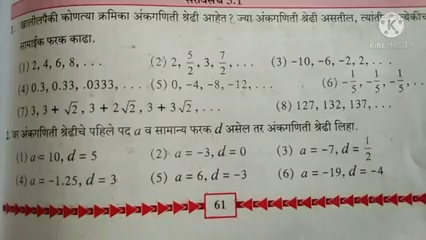 सरावसंच 3.1
1. खालीलपैकी कोणत्या क्रमिका अंकगणिती श्रेढी आहेत ? ज्या अंकगणिती श्रेढी असतील, त्यांतील प्रत्येकीचा
सामाईक फरक काढा.
(1) 2, 4, 6, 8, . . . (2) 2, 5/2, 3, 7/2, . . . (3) -10, -6, -2, 2, . . .
(4) 0.3, 0.33, .0333, . . . (5) 0, -4, -8, -12, . . . (6) -1/5, -1/5, -1/5, . . .
(7) 3, 3 + √2, 3 + 2√2, 3 + 3√2, . . . (8) 127, 132, 137, . . .
2. जर अंकगणिती श्रेढीचे पहिले पद a व सामान्य फरक d असेल तर अंकगणिती श्रेढी लिहा.
(1) a = 10, d = 5 (2) a = -3, d = 0 (3) a = -7, d = 1/2
(4) a = -1.25, d = 3 (5) a = 6, d = -3 (6) a = -19, d = -4
61
KINEMASTER